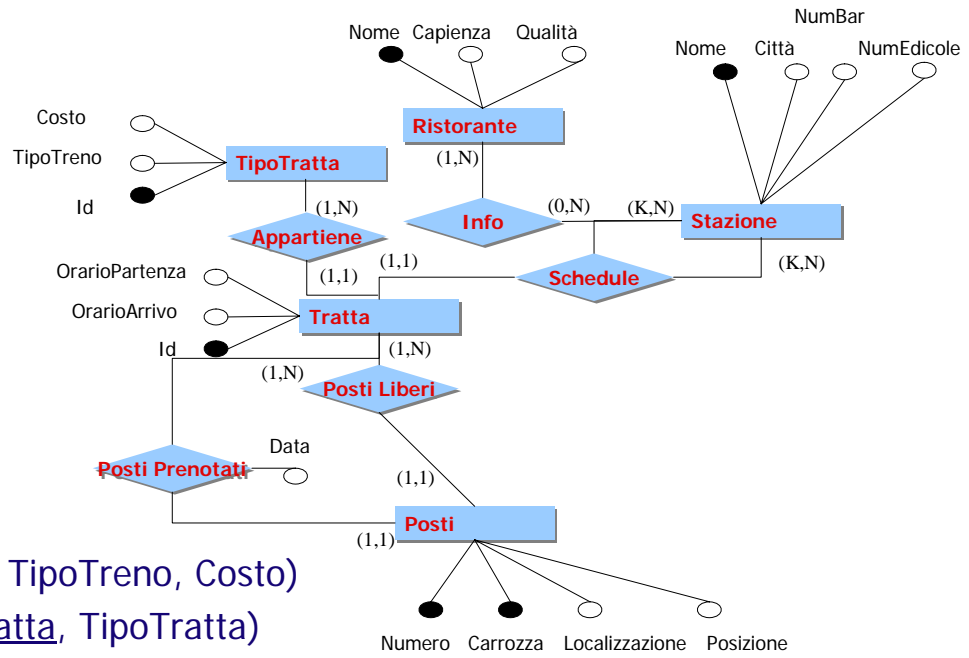 NumBar
Nome Capienza Qualità
Nome Città NumEdicole
Costo
Ristorante
TipoTreno
TipoTratta
(1,N)
Id
(1,N)
Info
(0,N)
(K,N)
Stazione
Appartiene
(1,1)
(1,1)
Schedule
(K,N)
OrarioPartenza
OrarioArrivo
Tratta
Id
(1,N)
(1,N)
Posti Liberi
Data
Posti Prenotati
(1,1)
Posti
(1,1)
TipoTreno, Costo)
atta, TipoTratta)
Numero Carrozza Localizzazione Posizione